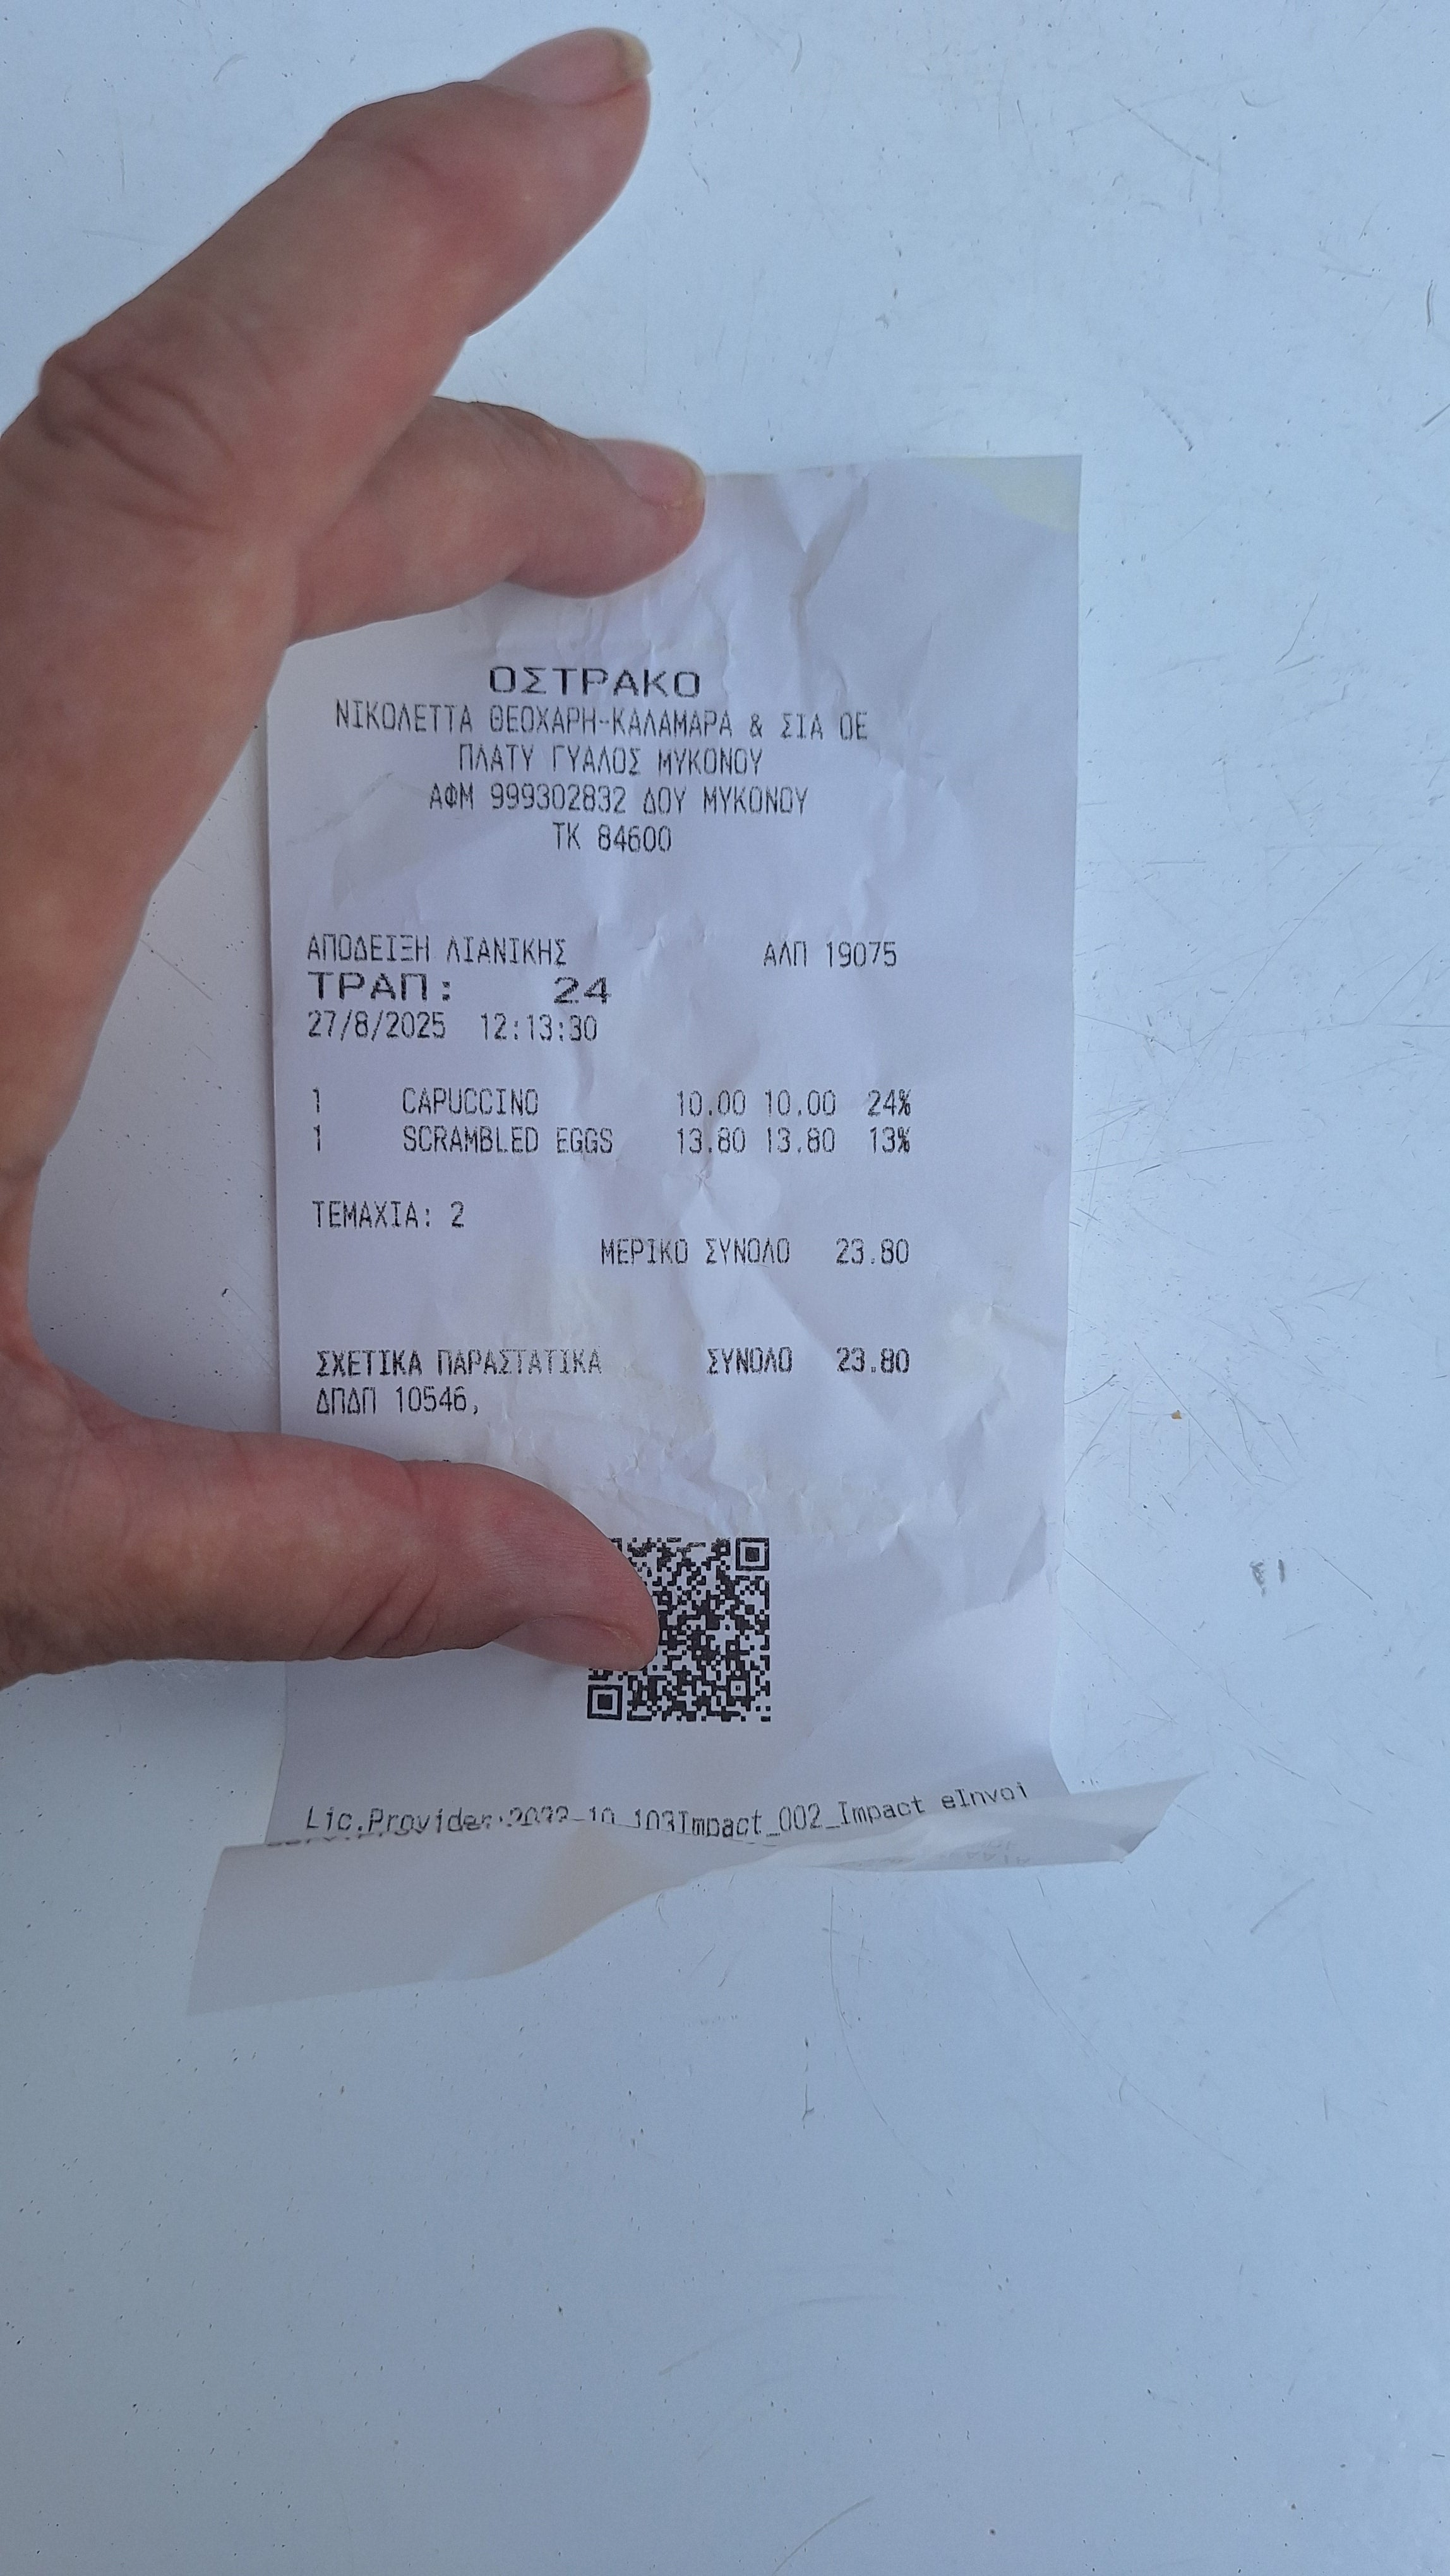 ΟΣΤΡΑΚΟ
ΝΙΚΟΛΕΤΤΑ ΘΕΟΧΑΡΗ-ΚΑΛΑΜΑΡΑ & ΣΙΑ ΟΕ
ΠΛΑΤΥ ΓΥΑΛΟΣ ΜΥΚΟΝΟΥ
ΑΦΜ 999302832 ΔΟΥ ΜΥΚΟΝΟΥ
ΤΚ 84600
ΑΠΟΔΕΙΞΗ ΛΙΑΝΙΚΗΣ ΑΛΠ 19075
ΤΡΑΠ: 24
27/8/2025 12:13:30
1 CAPUCCINO 10.00 10.00 24%
1 SCRAMBLED EGGS 13.80 13.80 13%
ΤΕΜΑΧΙΑ: 2
ΜΕΡΙΚΟ ΣΥΝΟΛΟ 23.80
ΣΧΕΤΙΚΑ ΠΑΡΑΣΤΑΤΙΚΑ ΣΥΝΟΛΟ 23.80
ΔΠΔΠ 10546,
Lic.Provider: Impact_002_Impact eInvoi